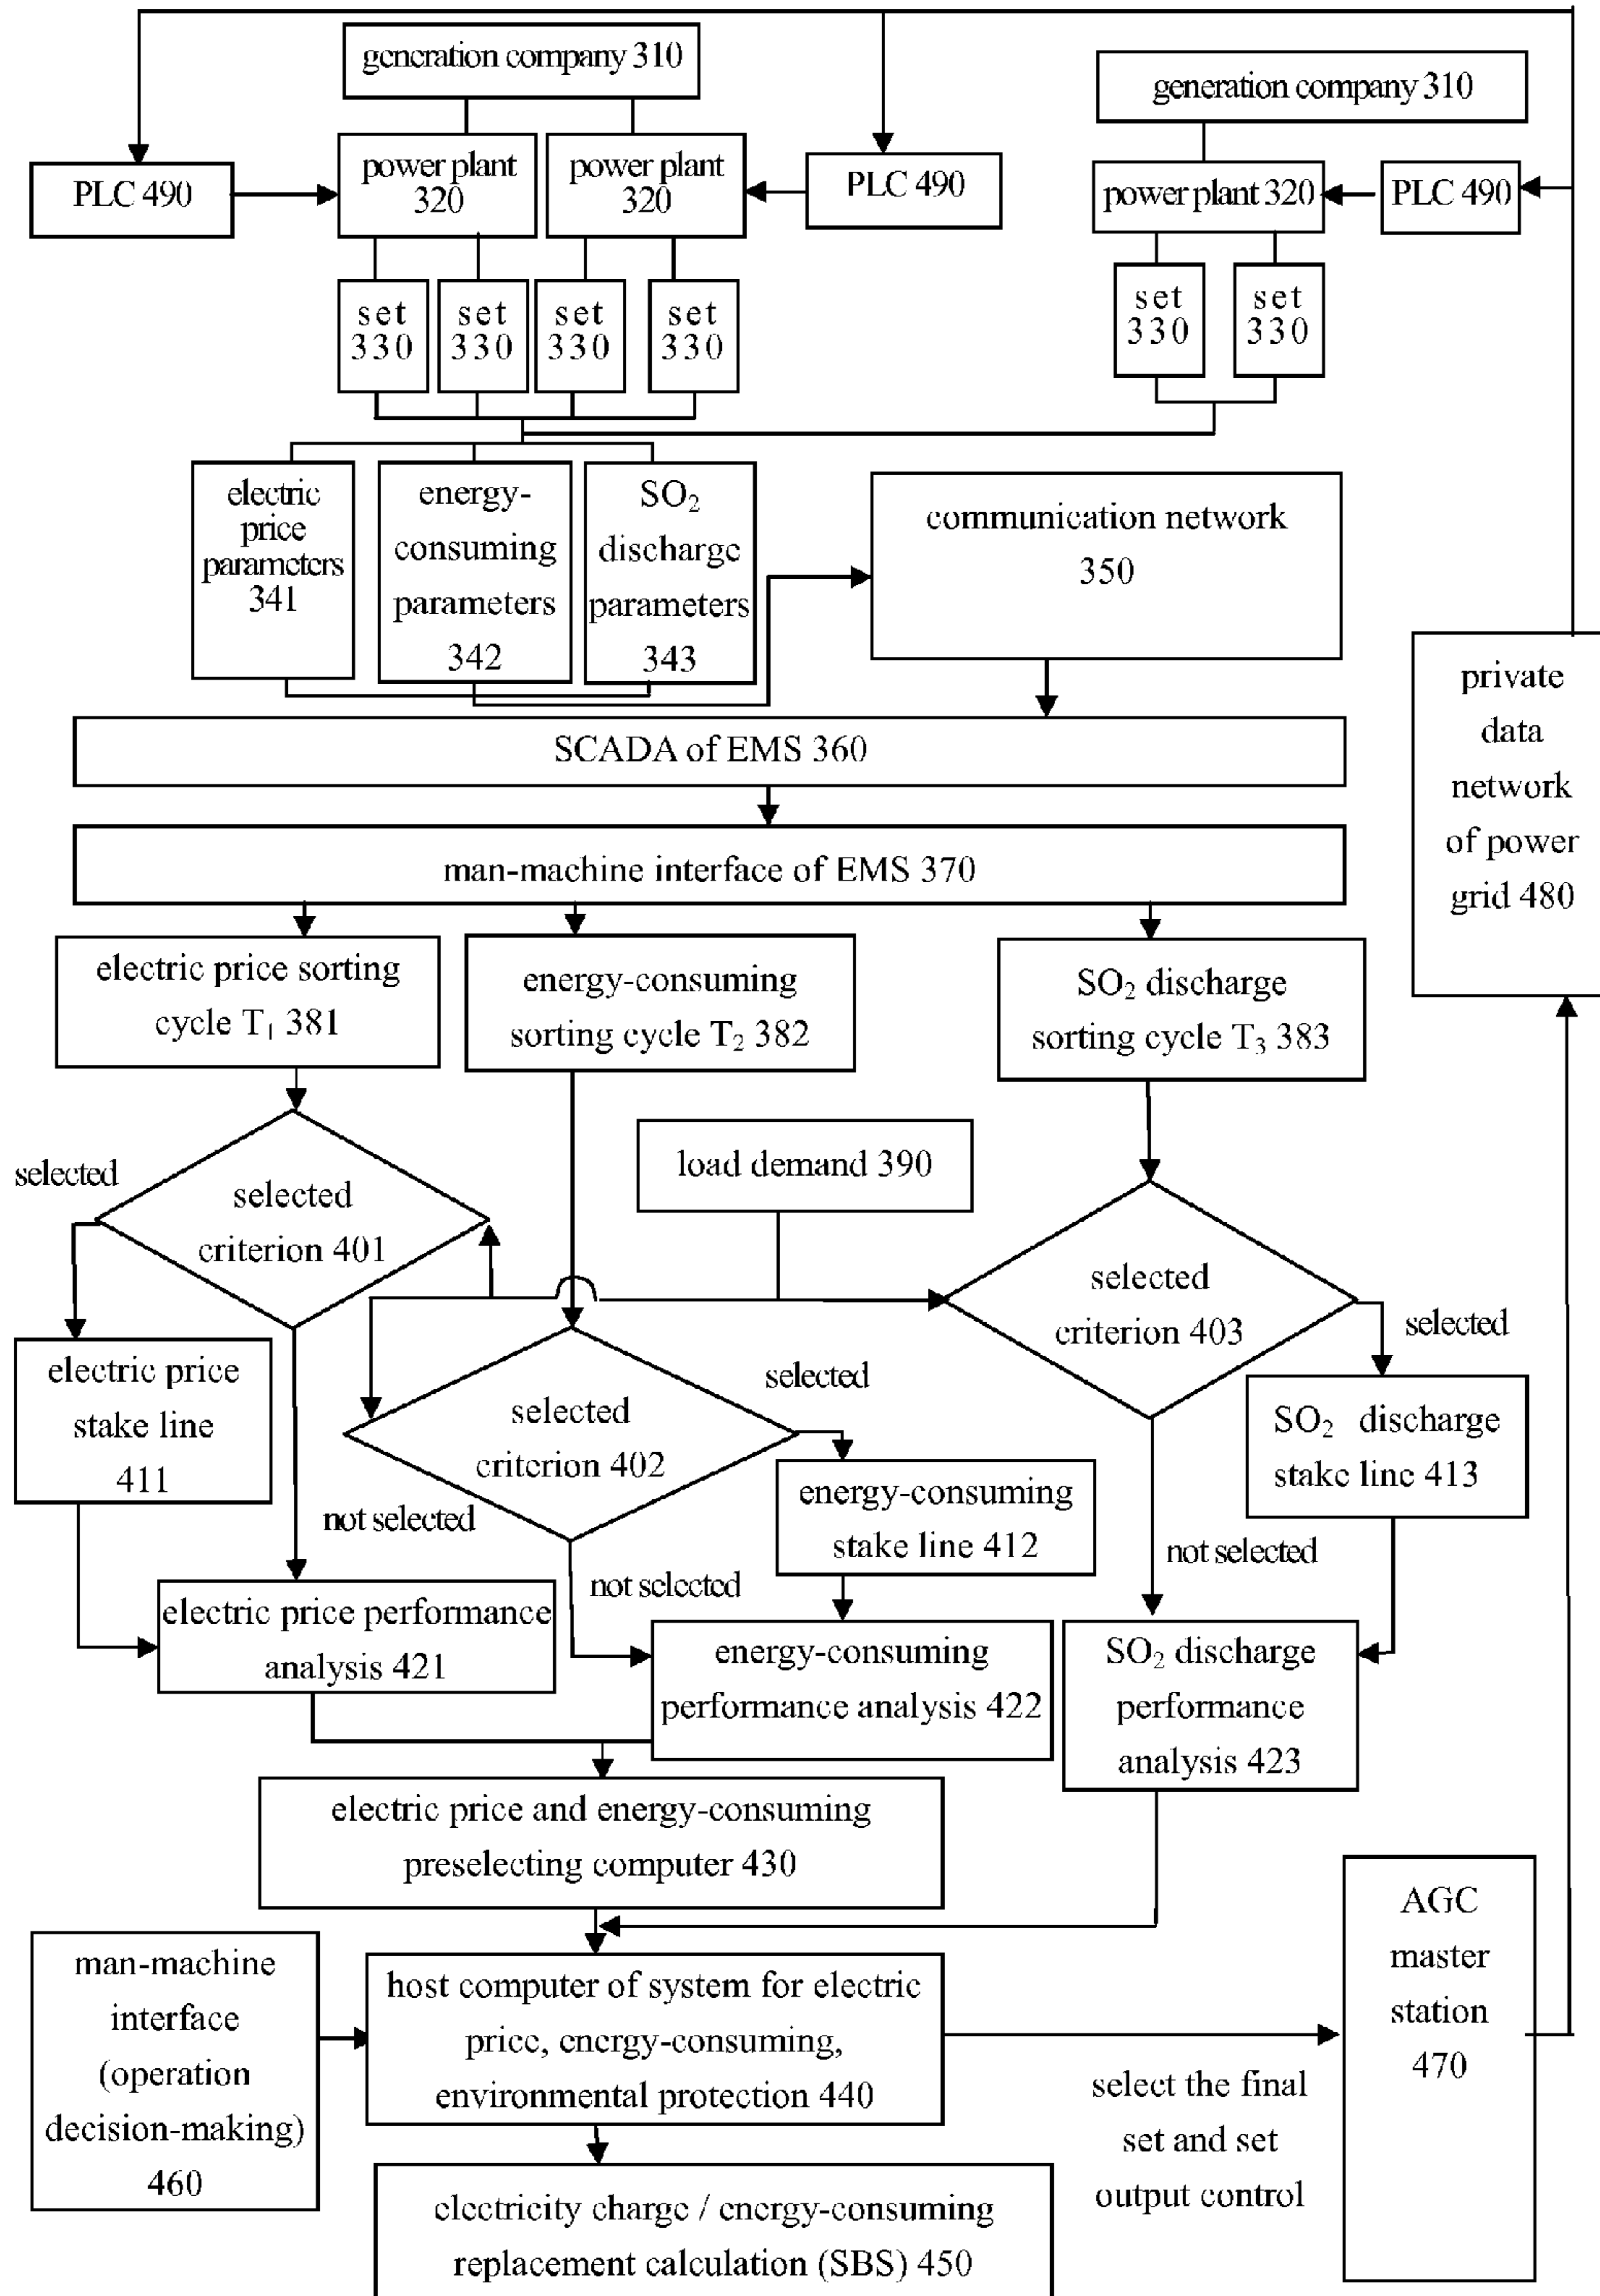 generation company 310
generation company 310
PLC 490
power plant
320
power plant
320
PLC 490
power plant 320
PLC 490
set
330
set
330
set
330
set
330
set
330
set
330
electric
price
parameters
341
energy-
consuming
parameters
342
SO₂
discharge
parameters
343
communication network
350
SCADA of EMS 360
man-machine interface of EMS 370
private
data
network
of power
grid 480
electric price sorting
cycle T₁ 381
energy-consuming
sorting cycle T₂ 382
SO₂ discharge
sorting cycle T₃ 383
load demand 390
selected
selected
criterion 401
selected
criterion 403
selected
electric price
stake line
411
selected
selected
criterion 402
SO₂ discharge
stake line 413
not selected
energy-consuming
stake line 412
not selected
not selected
electric price performance
analysis 421
energy-consuming
performance analysis 422
SO₂ discharge
performance
analysis 423
electric price and energy-consuming
preselecting computer 430
man-machine
interface
(operation
decision-making)
460
host computer of system for electric
price, energy-consuming,
environmental protection 440
select the final
set and set
output control
AGC
master
station
470
electricity charge / energy-consuming
replacement calculation (SBS) 450